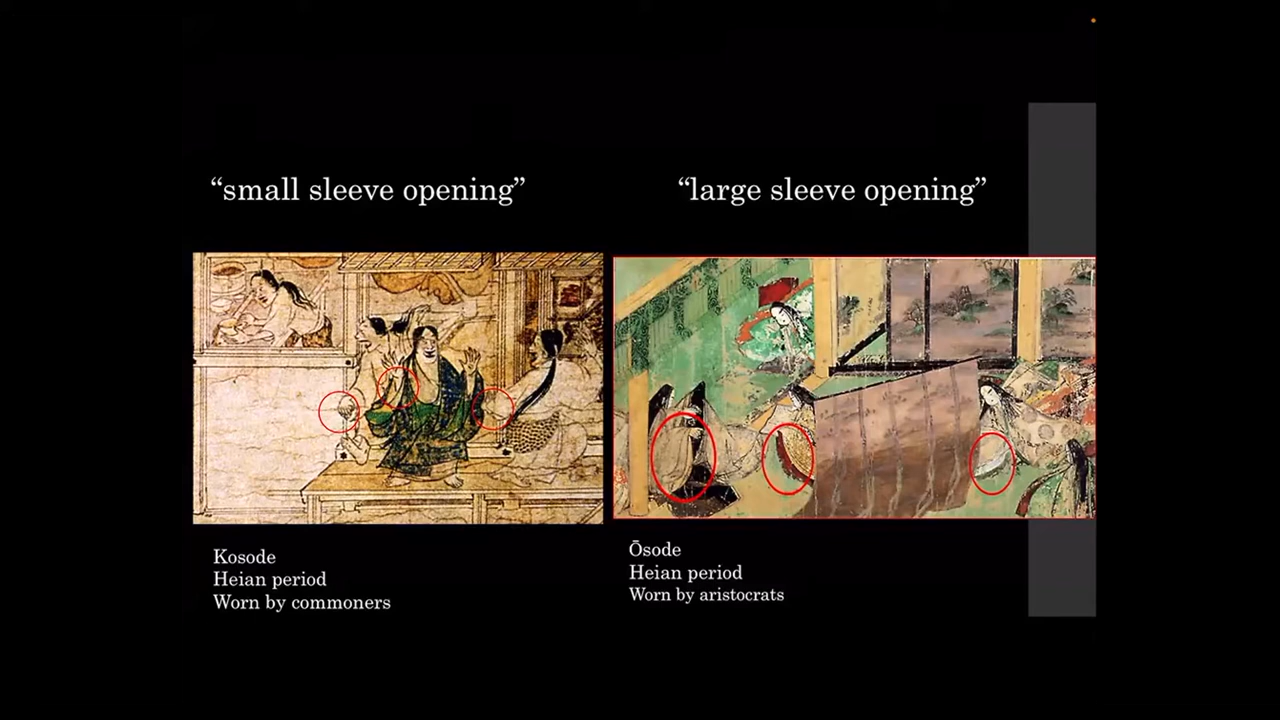 “small sleeve opening”
“large sleeve opening”
Kosode
Heian period
Worn by commoners
Ōsode
Heian period
Worn by aristocrats